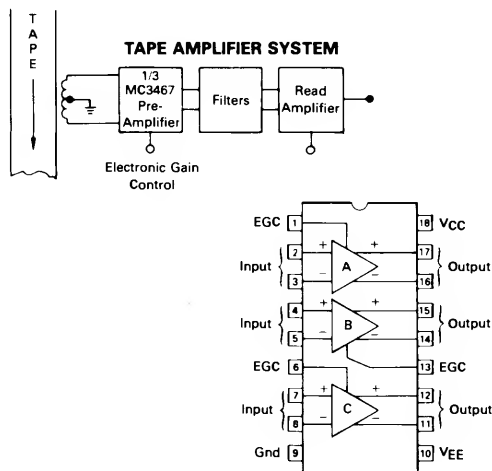 T
A
P
E
TAPE AMPLIFIER SYSTEM
1/3
MC3467
Pre-
Amplifier
Filters
Read
Amplifier
Electronic Gain
Control
EGC 1 18 VCC
2 + + 17
Input A Output
3 − − 16
4 + + 15
Input B Output
5 − − 14
EGC 6 13 EGC
7 + + 12
Input C Output
8 − − 11
Gnd 9 10 VEE